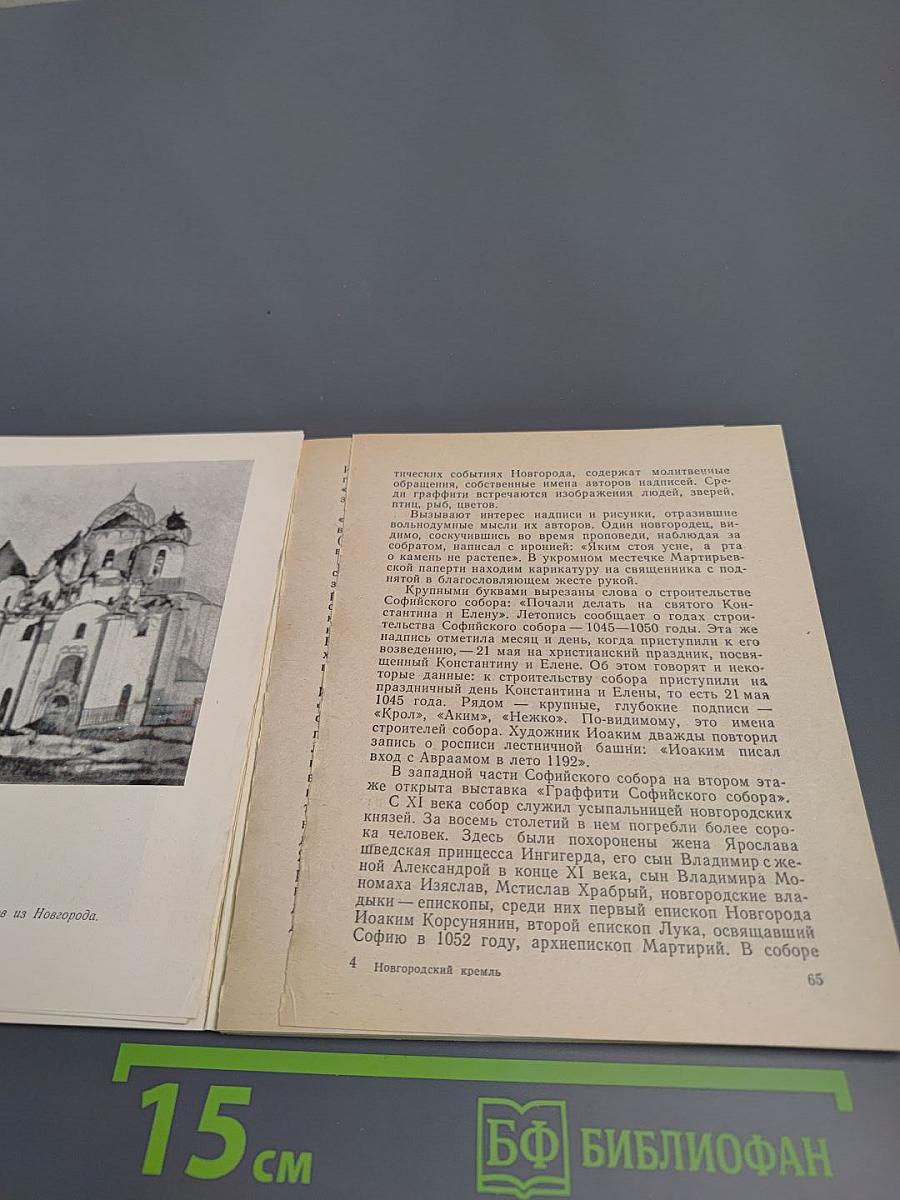 в из Новгорода.
тических событиях Новгорода, содержат молитвенные
обращения, собственные имена авторов надписей. Сре-
ди граффити встречаются изображения людей, зверей,
птиц, рыб, цветов.
Вызывают интерес надписи и рисунки, отразившие
вольнодумные мысли их авторов. Один новгородец, ви-
димо, соскучившись во время проповеди, наблюдая за
собратом, написал с иронией: «Яким стоя усне, а рта
о камень не растепе». В укромном местечке Мартирьев-
ской паперти находим карикатуру на священника с под-
нятой в благословляющем жесте рукой.
Крупными буквами вырезаны слова о строительстве
Софийского собора: «Почали делать на святого Кон-
стантина и Елену». Летопись сообщает о годах строи-
тельства Софийского собора — 1045—1050 годы. Эта же
надпись отметила месяц и день, когда приступили к его
возведению, — 21 мая на христианский праздник, посвя-
щенный Константину и Елене. Об этом говорят и неко-
торые данные: к строительству собора приступили на
праздничный день Константина и Елены, то есть 21 мая
1045 года. Рядом — крупные, глубокие подписи —
«Крол», «Аким», «Нежко». По-видимому, это имена
строителей собора. Художник Иоаким дважды повторил
запись о росписи лестничной башни: «Иоаким писал
вход с Авраамом в лето 1192».
В западной части Софийского собора на втором эта-
же открыта выставка «Граффити Софийского собора».
С XI века собор служил усыпальницей новгородских
князей. За восемь столетий в нем погребли более соро-
ка человек. Здесь были похоронены жена Ярослава
шведская принцесса Ингигерда, его сын Владимир с же-
ной Александрой в конце XI века, сын Владимира Мо-
номаха Изяслав, Мстислав Храбрый, новгородские вла-
дыки — епископы, среди них первый епископ Новгорода
Иоаким Корсунянин, второй епископ Лука, освящавший
Софию в 1052 году, архиепископ Мартирий. В соборе
4 Новгородский кремль
65
15 см
БФ БИБЛИОФАН